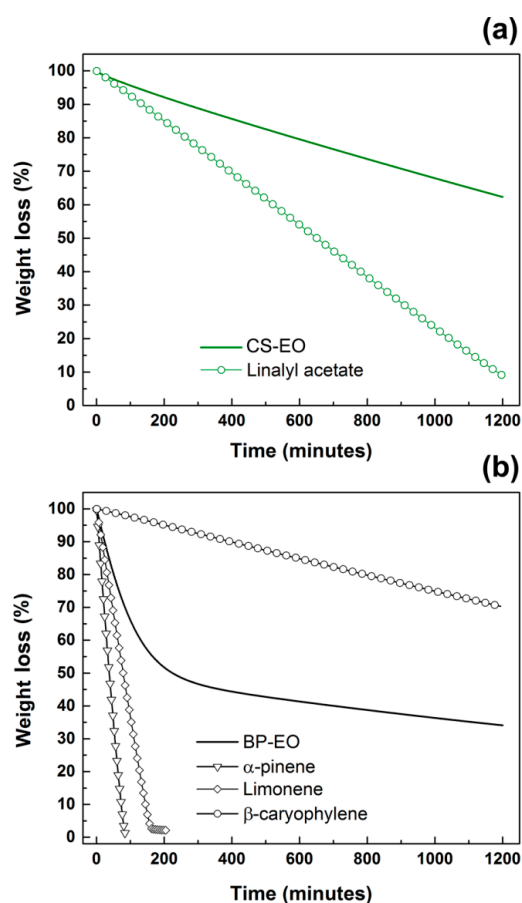 (a)
Weight loss (%)
100
90
80
70
60
50
40
30
20
10
0
CS-EO
Linalyl acetate
0 200 400 600 800 1000 1200
Time (minutes)
(b)
Weight loss (%)
100
90
80
70
60
50
40
30
20
10
0
BP-EO
α-pinene
Limonene
β-caryophylene
0 200 400 600 800 1000 1200
Time (minutes)